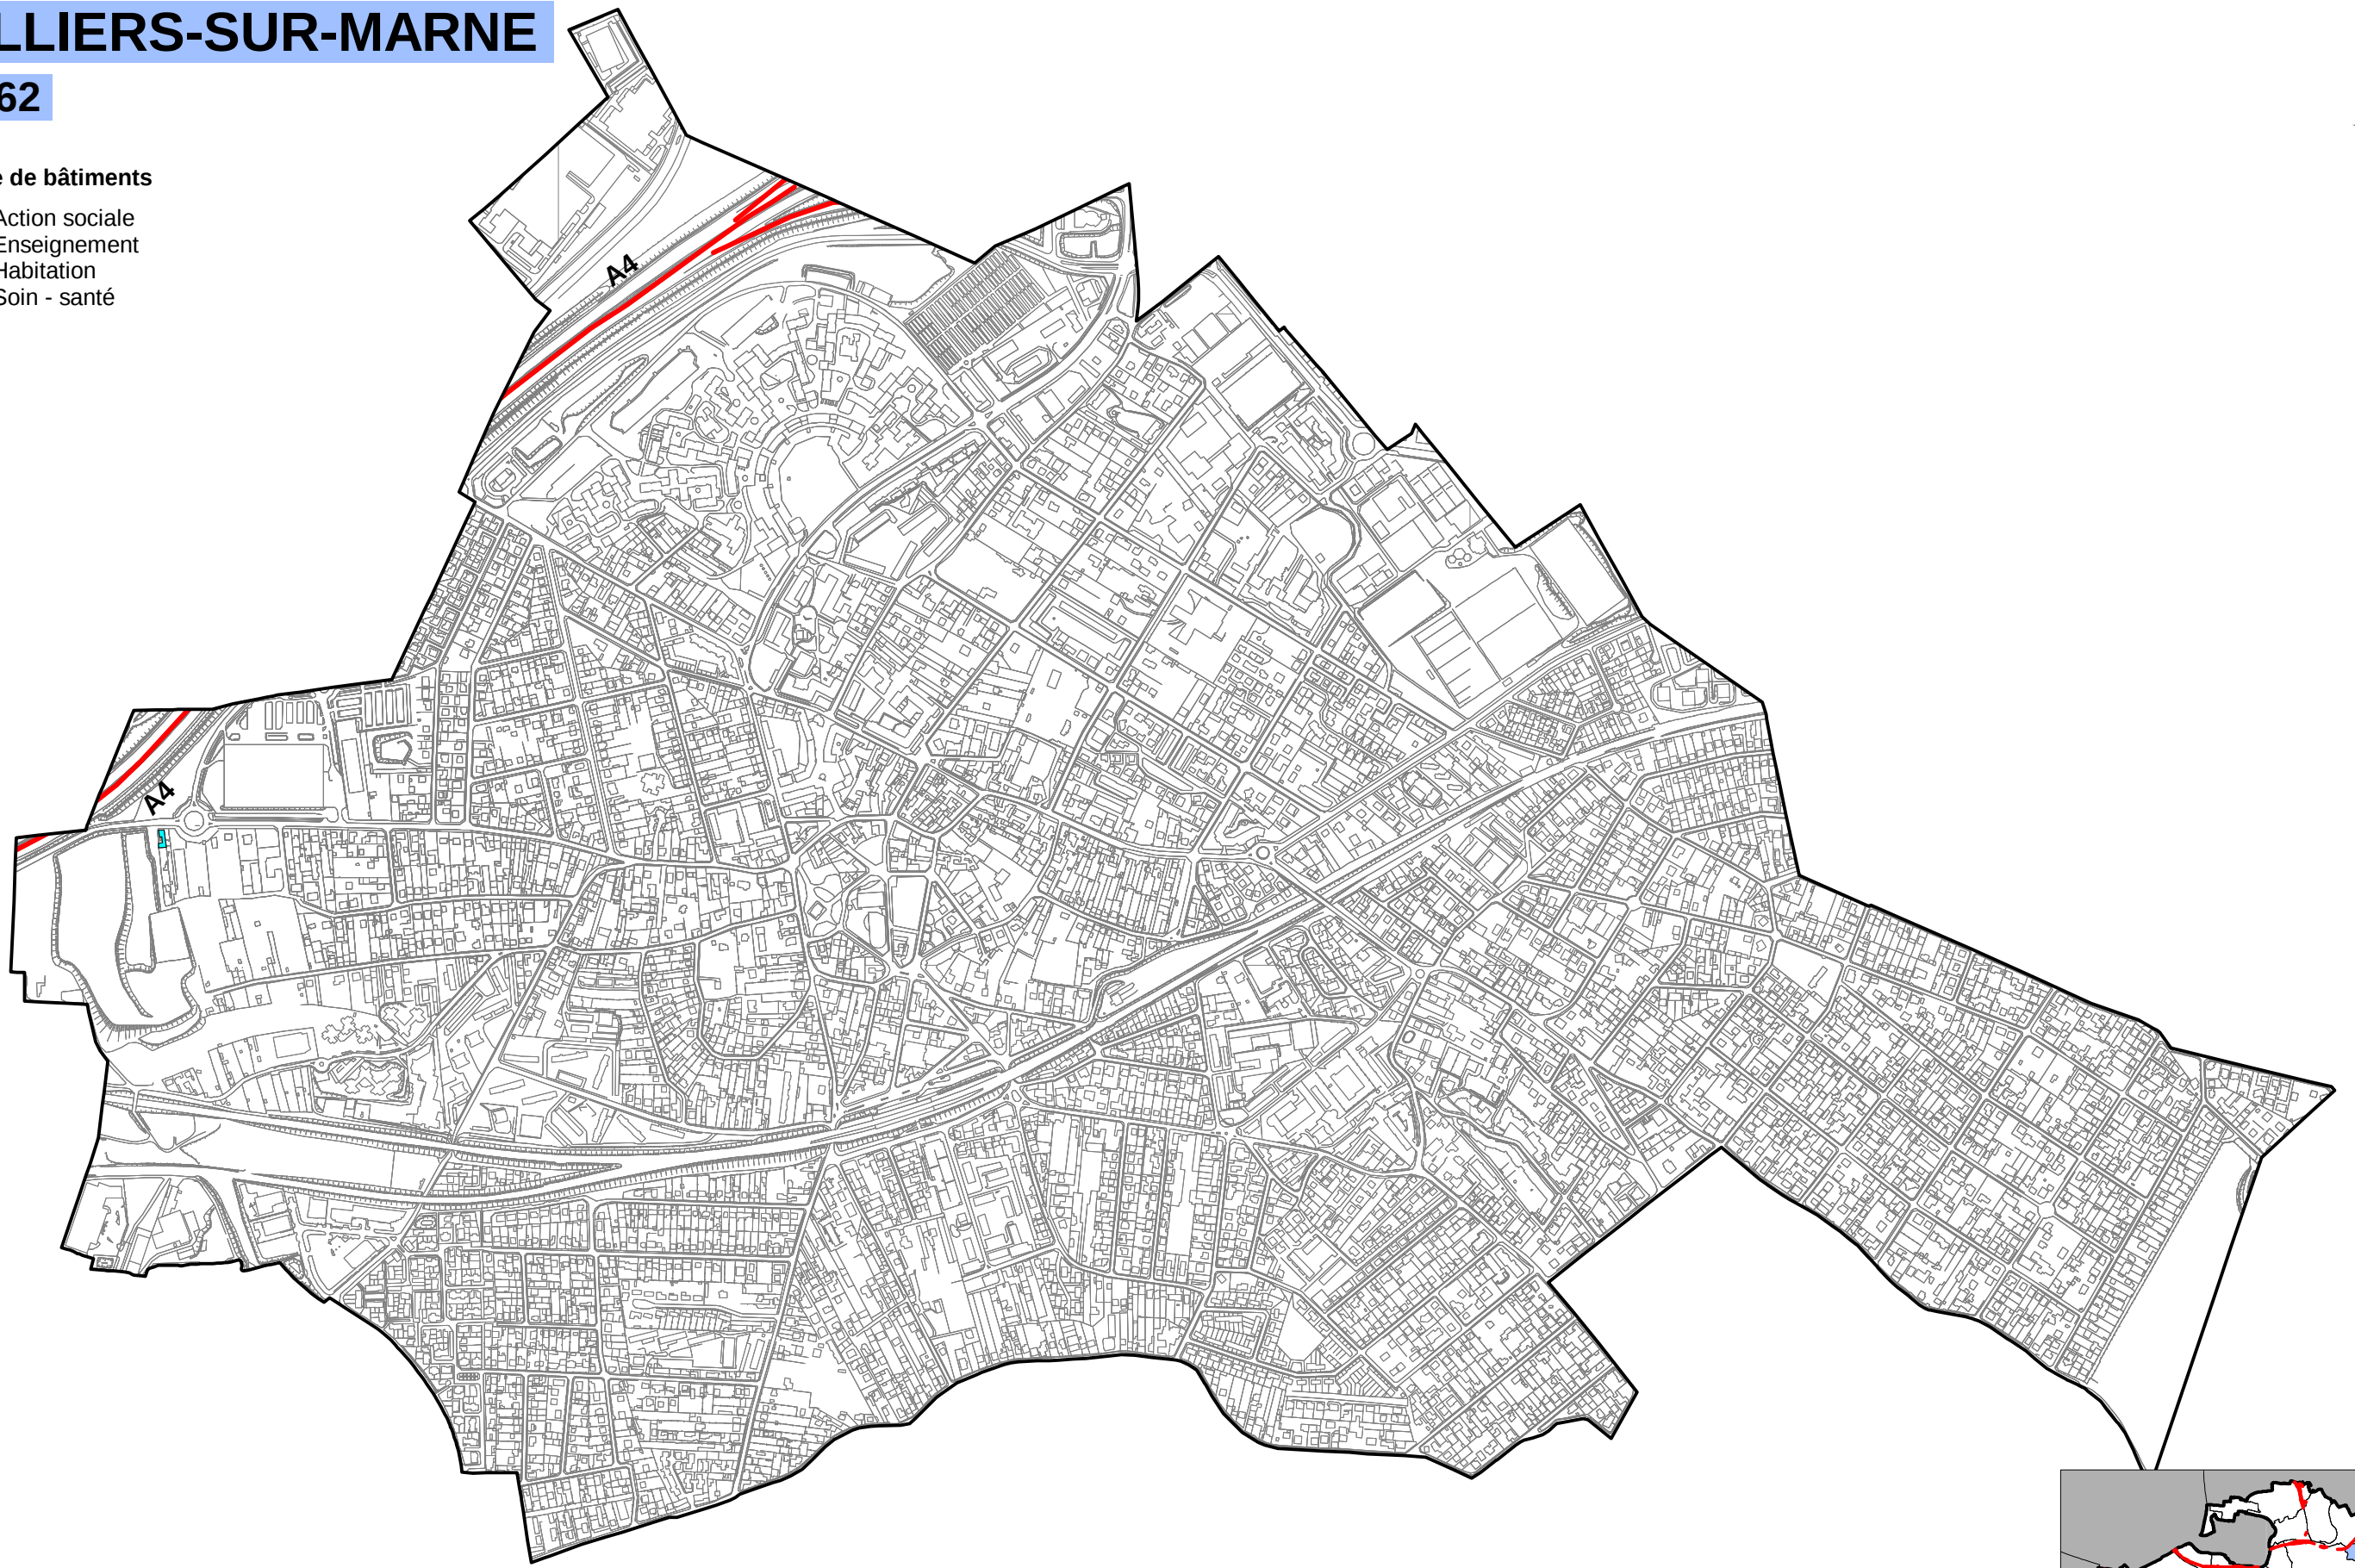 LLIERS-SUR-MARNE
62
e de bâtiments
Action sociale
Enseignement
Habitation
Soin - santé
A4
A4